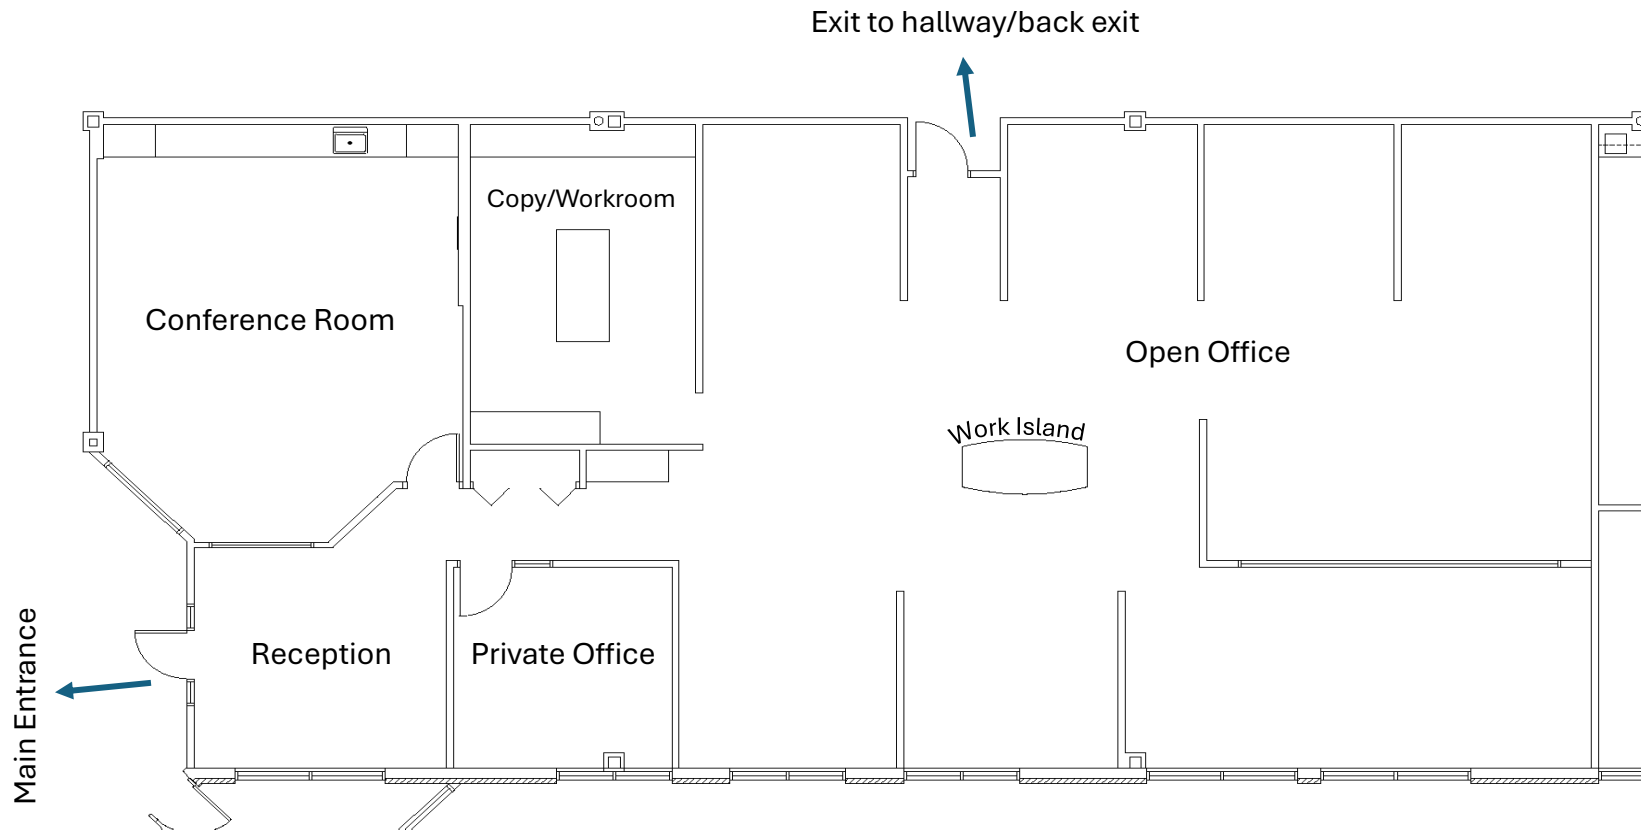 Exit to hallway/back exit
Copy/Workroom
Conference Room
Open Office
Work Island
Reception
Private Office
Main Entrance